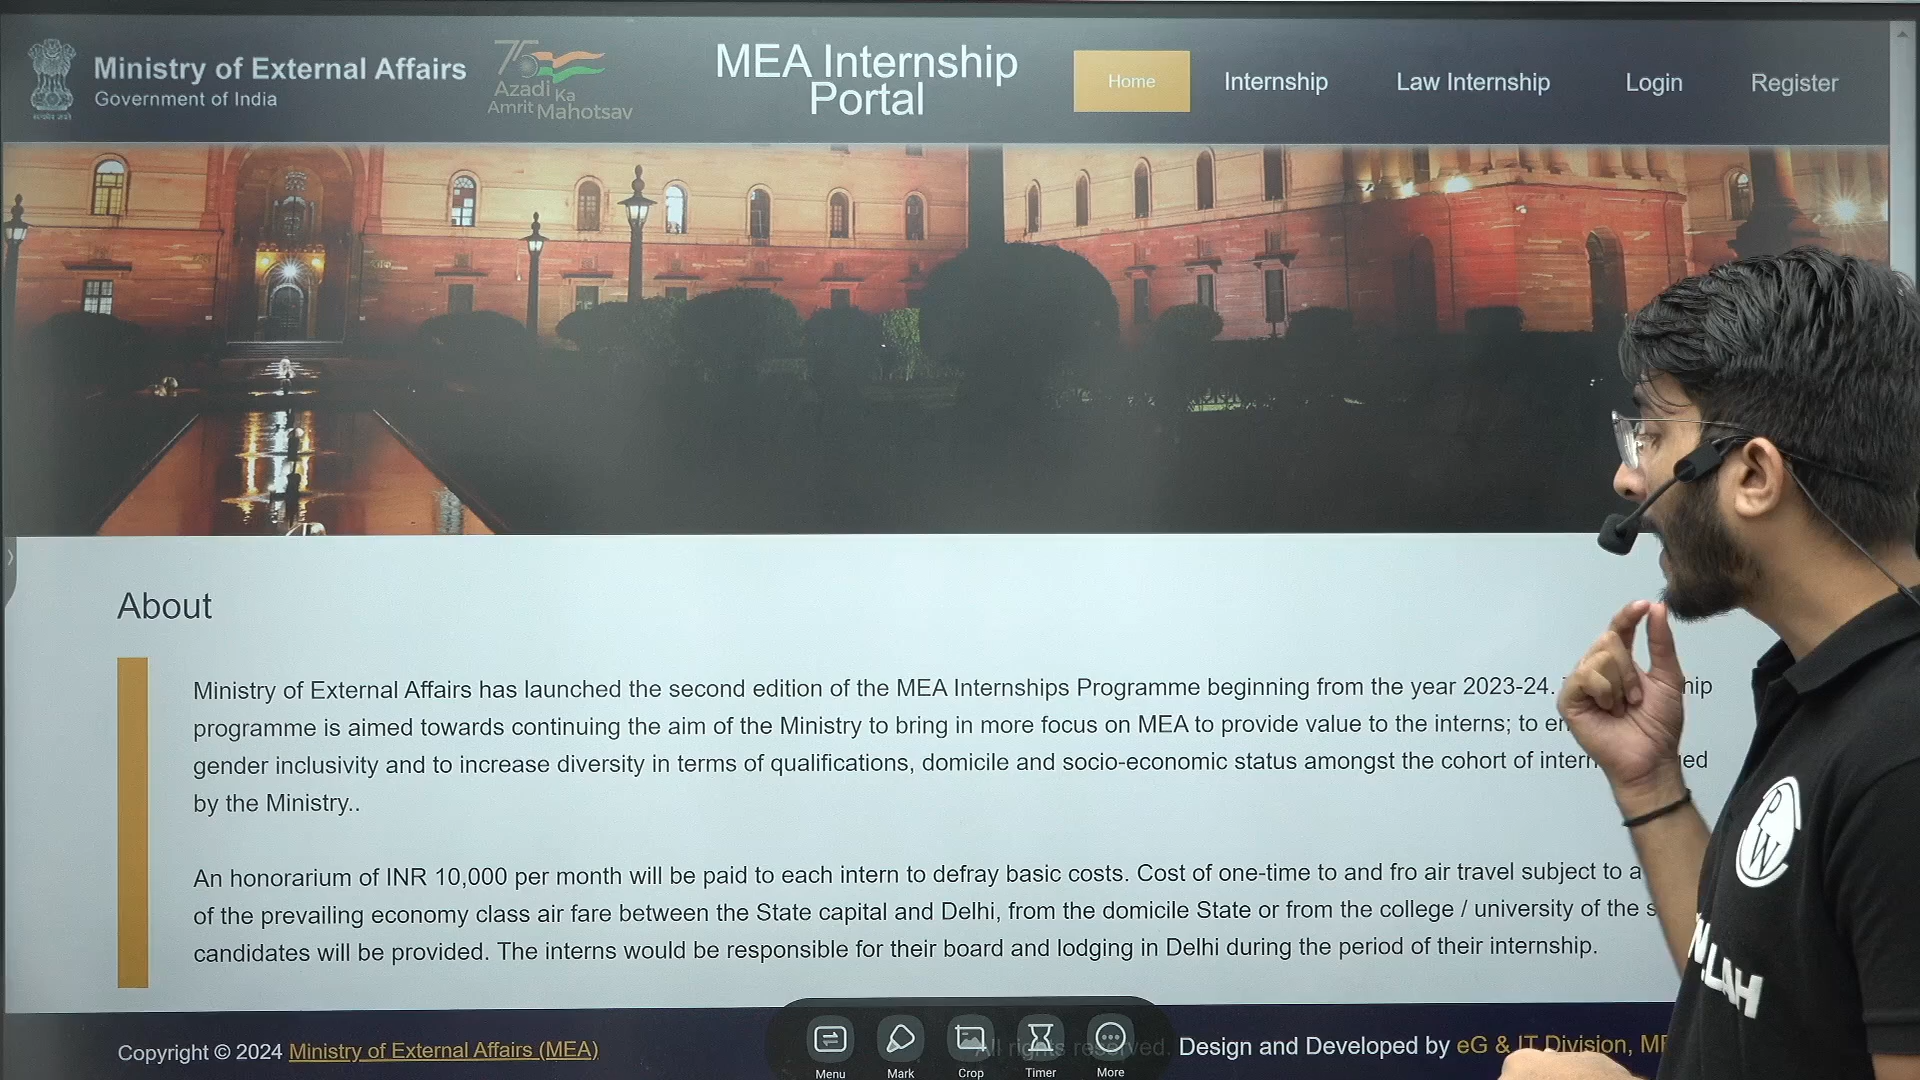 Ministry of External Affairs
Government of India
75
Azadi Ka
Amrit Mahotsav
MEA Internship
Portal
Home
Internship
Law Internship
Login
Register
About
Ministry of External Affairs has launched the second edition of the MEA Internships Programme beginning from the year 2023-24.
programme is aimed towards continuing the aim of the Ministry to bring in more focus on MEA to provide value to the interns; to
gender inclusivity and to increase diversity in terms of qualifications, domicile and socio-economic status amongst the cohort of
by the Ministry..
An honorarium of INR 10,000 per month will be paid to each intern to defray basic costs. Cost of one-time to and fro air travel subject to a
of the prevailing economy class air fare between the State capital and Delhi, from the domicile State or from the college / university of the
candidates will be provided. The interns would be responsible for their board and lodging in Delhi during the period of their internship.
PW
Copyright © 2024 Ministry of External Affairs (MEA)
All rights reserved.
Design and Developed by eG & IT Division,
Menu
Mark
Crop
Timer
More